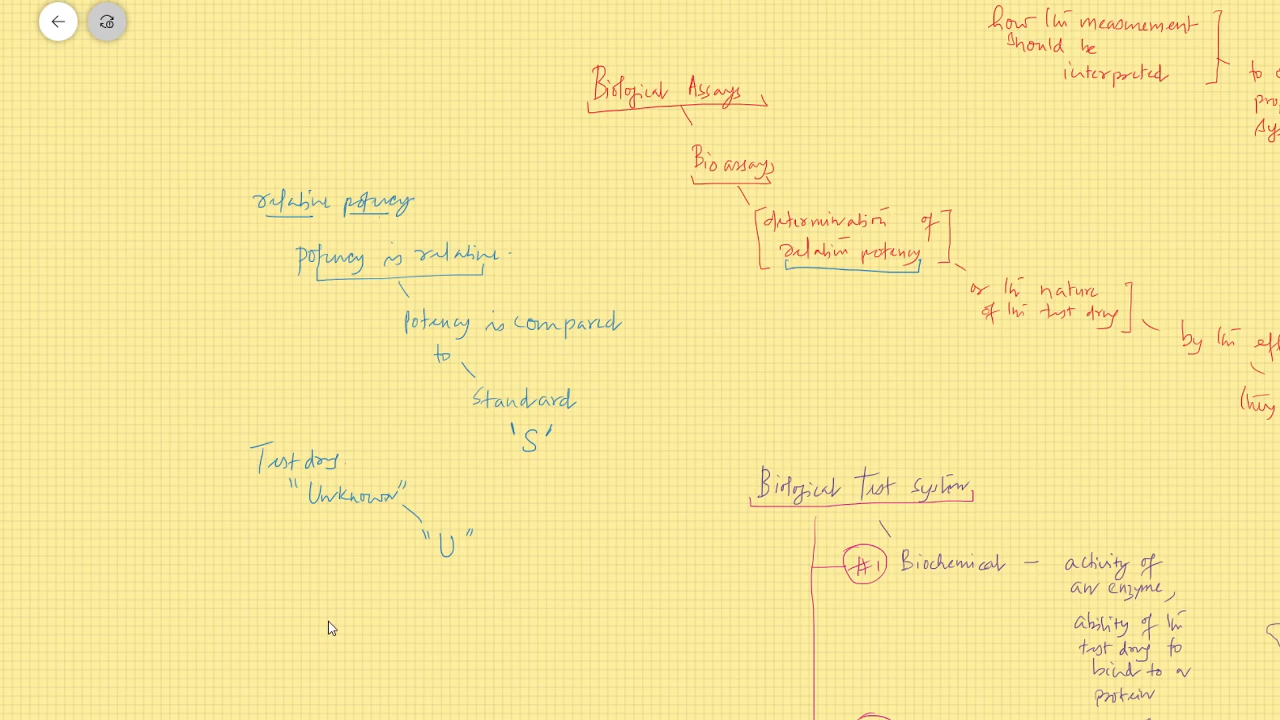 how the measurement
should be
interpreted
to
Biological Assays
Bioassays
determination of
relative potency
or the nature
of the test drug
by the
they
relative potency
potency is relative.
Potency is compared
to
Standard
'S'
Test drug.
"Unknown"
"U"
Biological Test system
#1 Biochemical – activity of
an enzyme,
ability of the
test drug to
bind to a
protein